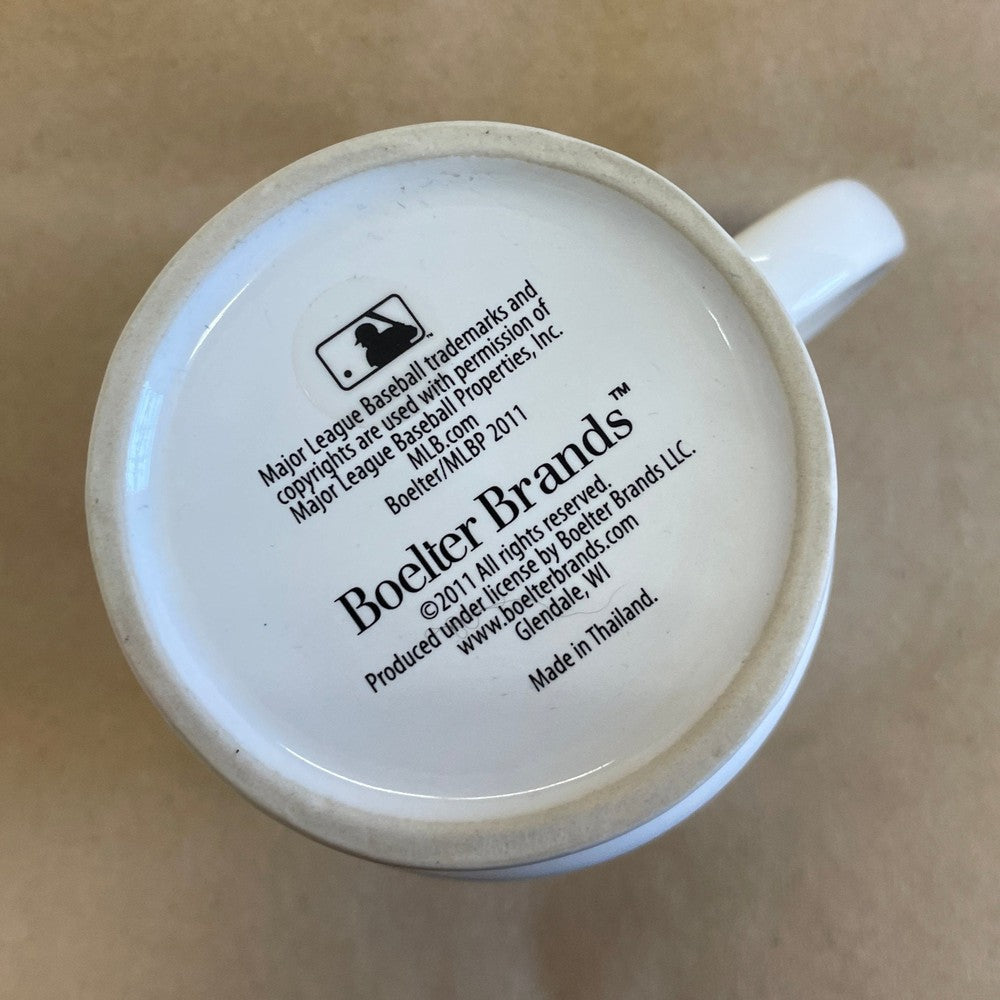 Major League Baseball trademarks and
copyrights are used with permission of
Major League Baseball Properties, Inc.
MLB.com
Boelter/MLBP 2011
Boelter Brands™
©2011 All rights reserved.
Produced under license by Boelter Brands LLC.
www.boelterbrands.com
Glendale, WI
Made in Thailand.